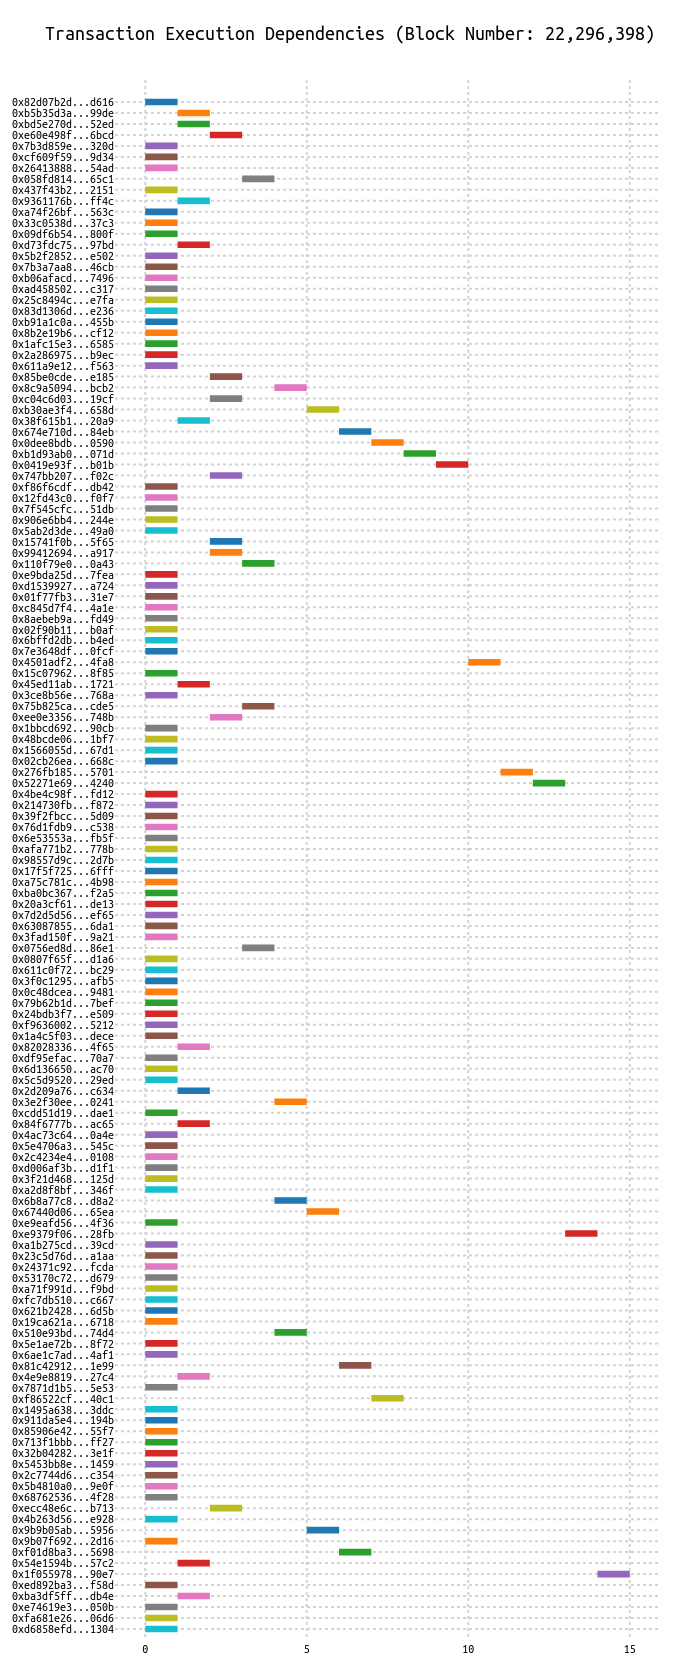 Transaction Execution Dependencies (Block Number: 22,296,398)
0x82d07b2d...d616
0xb5b35d3a...99de
0xbd5e270d...52ed
0xe60e498f...6bcd
0x7b3d859e...320d
0xcf609f59...9d34
0x26413888...54ad
0x058fd814...65c1
0x437f43b2...2151
0x9361176b...ff4c
0xa74f26bf...563c
0x33c0538d...37c3
0x09df6b54...800f
0xd73fdc75...97bd
0x5b2f2852...e502
0x7b3a7aa8...46cb
0xb06afacd...7496
0xad458502...c317
0x25c8494c...e7fa
0x83d1306d...e236
0xb91a1c0a...455b
0x8b2e19b6...cf12
0x1afc15e3...6585
0x2a286975...b9ec
0x611a9e12...f563
0x85be0cde...e185
0x8c9a5094...bcb2
0xc04c6d03...19cf
0xb30ae3f4...658d
0x38f615b1...20a9
0x674e710d...84eb
0x0dee8bdb...0590
0xb1d93ab0...071d
0x0419e93f...b01b
0x747bb207...f02c
0xf86f6cdf...db42
0x12fd43c0...f0f7
0x7f545cfc...51db
0x906e6bb4...244e
0x5ab2d3de...49a0
0x15741f0b...5f65
0x99412694...a917
0x110f79e0...0a43
0xe9bda25d...7fea
0xd1539927...a724
0x01f77fb3...31e7
0xc845d7f4...4a1e
0x8aebeb9a...fd49
0x02f90b11...b0af
0x6bffd2db...b4ed
0x7e3648df...0fcf
0x4501adf2...4fa8
0x15c07962...8f85
0x45ed11ab...1721
0x3ce8b56e...768a
0x75b825ca...cde5
0xee0e3356...748b
0x1bbcd692...90cb
0x48bcde06...1bf7
0x1566055d...67d1
0x02cb26ea...668c
0x276fb185...5701
0x52271e69...4240
0x4be4c98f...fd12
0x214730fb...f872
0x39f2fbcc...5d09
0x76d1fdb9...c538
0x6e53553a...fb5f
0xafa771b2...778b
0x98557d9c...2d7b
0x17f5f725...6fff
0xa75c781c...4b98
0xba0bc367...f2a5
0x20a3cf61...de13
0x7d2d5d56...ef65
0x63087855...6da1
0x3fad150f...9a21
0x0756ed8d...86e1
0x0807f65f...d1a6
0x611c0f72...bc29
0x3f0c1295...afb5
0x0c48dcea...9481
0x79b62b1d...7bef
0x24bdb3f7...e509
0xf9636002...5212
0x1a4c5f03...dece
0x82028336...4f65
0xdf95efac...70a7
0x6d136650...ac70
0x5c5d9520...29ed
0x2d209a76...c634
0x3e2f30ee...0241
0xcdd51d19...dae1
0x84f6777b...ac65
0x4ac73c64...0a4e
0x5e4706a3...545c
0x2c4234e4...0108
0xd006af3b...d1f1
0x3f21d468...125d
0xa2d8f8bf...346f
0x6b8a77c8...d8a2
0x67440d06...65ea
0xe9eafd56...4f36
0xe9379f06...28fb
0xa1b275cd...39cd
0x23c5d76d...a1aa
0x24371c92...fcda
0x53170c72...d679
0xa71f991d...f9bd
0xfc7db510...c667
0x621b2428...6d5b
0x19ca621a...6718
0x510e93bd...74d4
0x5e1ae72b...8f72
0x6ae1c7ad...4af1
0x81c42912...1e99
0x4e9e8819...27c4
0x7871d1b5...5e53
0xf86522cf...40c1
0x1495a638...3ddc
0x911da5e4...194b
0x85906e42...55f7
0x713f1bbb...ff27
0x32b04282...3e1f
0x5453bb8e...1459
0x2c7744d6...c354
0x5b4810a0...9e0f
0x68762536...4f28
0xecc48e6c...b713
0x4b263d56...e928
0x9b9b05ab...5956
0x9b07f692...2d16
0xf01d8ba3...5698
0x54e1594b...57c2
0x1f055978...90e7
0xed892ba3...f58d
0xba3df5ff...db4e
0xe74619e3...050b
0xfa681e26...06d6
0xd6858efd...1304
0 5 10 15